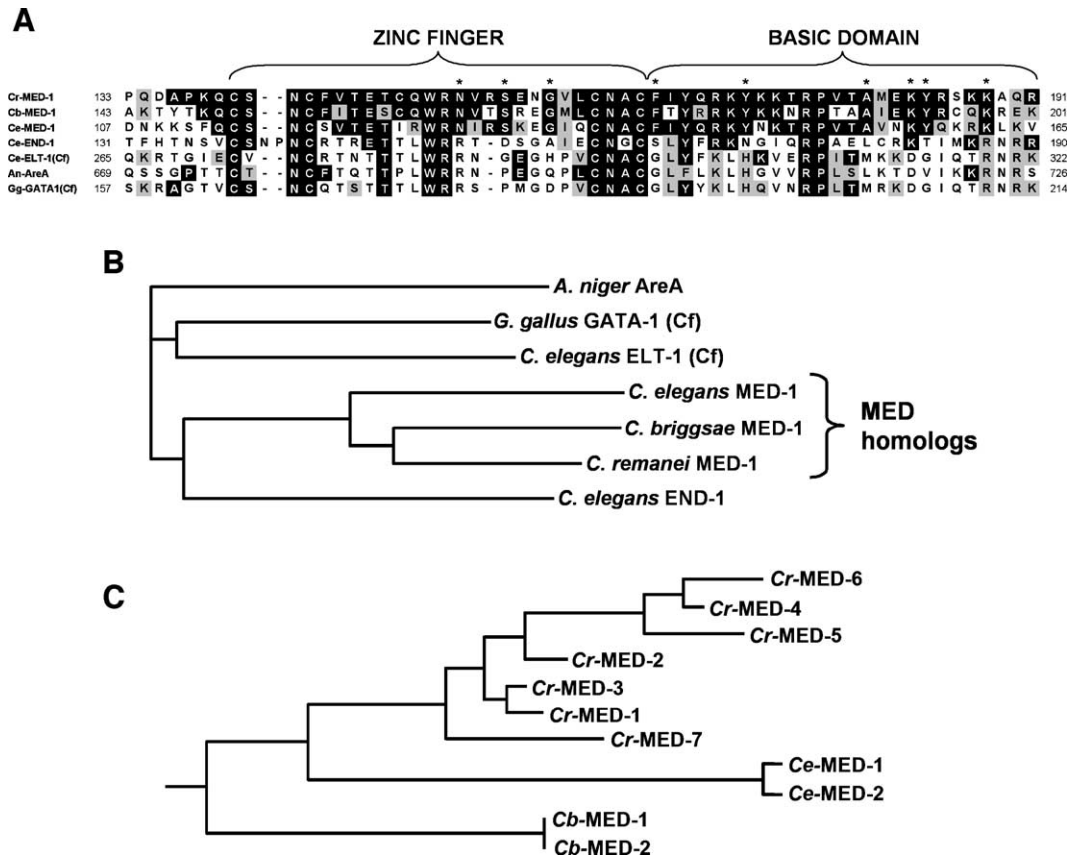 A
ZINC FINGER BASIC DOMAIN
* * * * * * * * *
Cr-MED-1 133 P Q D A P K Q C S - - N C F V T E T C Q W R N V R S E N G V L C N A C F I Y Q R K Y K K T R P V T A M E K Y R S K K A Q R 191
Cb-MED-1 143 A K T Y T K Q C S - - N C F I T E S C Q W R N V T S R E G M L C N A C F T Y R R K Y K K N R P T A A I E K Y R C Q K R E K 201
Ce-MED-1 107 D N K K S F Q C S - - N C S V T E T I R W R N I R S K E G I Q C N A C F I Y Q R K Y N K T R P V T A V N K Y Q K R K L K V 165
Ce-END-1 131 T F H T N S V C S N P N C R T R E T T L W R R T - D S G A I E C N G C S L Y F R K N G I Q R P A E L C R K T I M K R N R R 190
Ce-ELT-1(Cf) 265 Q K R T G I E C V - - N C R T N T T T L W R R N - G E G H P V C N A C G L Y F K L H K V E R P I T M K K D G I Q T R N R K 322
An-AreA 669 Q S S G P T T C T - - N C F T Q T T P L W R R N - P E G Q P L C N A C G L F L K L H G V V R P L S L K T D V I K K R N R S 726
Gg-GATA1(Cf) 157 S K R A G T V C S - - N C Q T S T T T L W R R S - P M G D P V C N A C G L Y Y K L H Q V N R P L T M R K D G I Q T R N R K 214
B
A. niger AreA
G. gallus GATA-1 (Cf)
C. elegans ELT-1 (Cf)
C. elegans MED-1
C. briggsae MED-1
C. remanei MED-1
C. elegans END-1
MED
homologs
C
Cr-MED-6
Cr-MED-4
Cr-MED-5
Cr-MED-2
Cr-MED-3
Cr-MED-1
Cr-MED-7
Ce-MED-1
Ce-MED-2
Cb-MED-1
Cb-MED-2